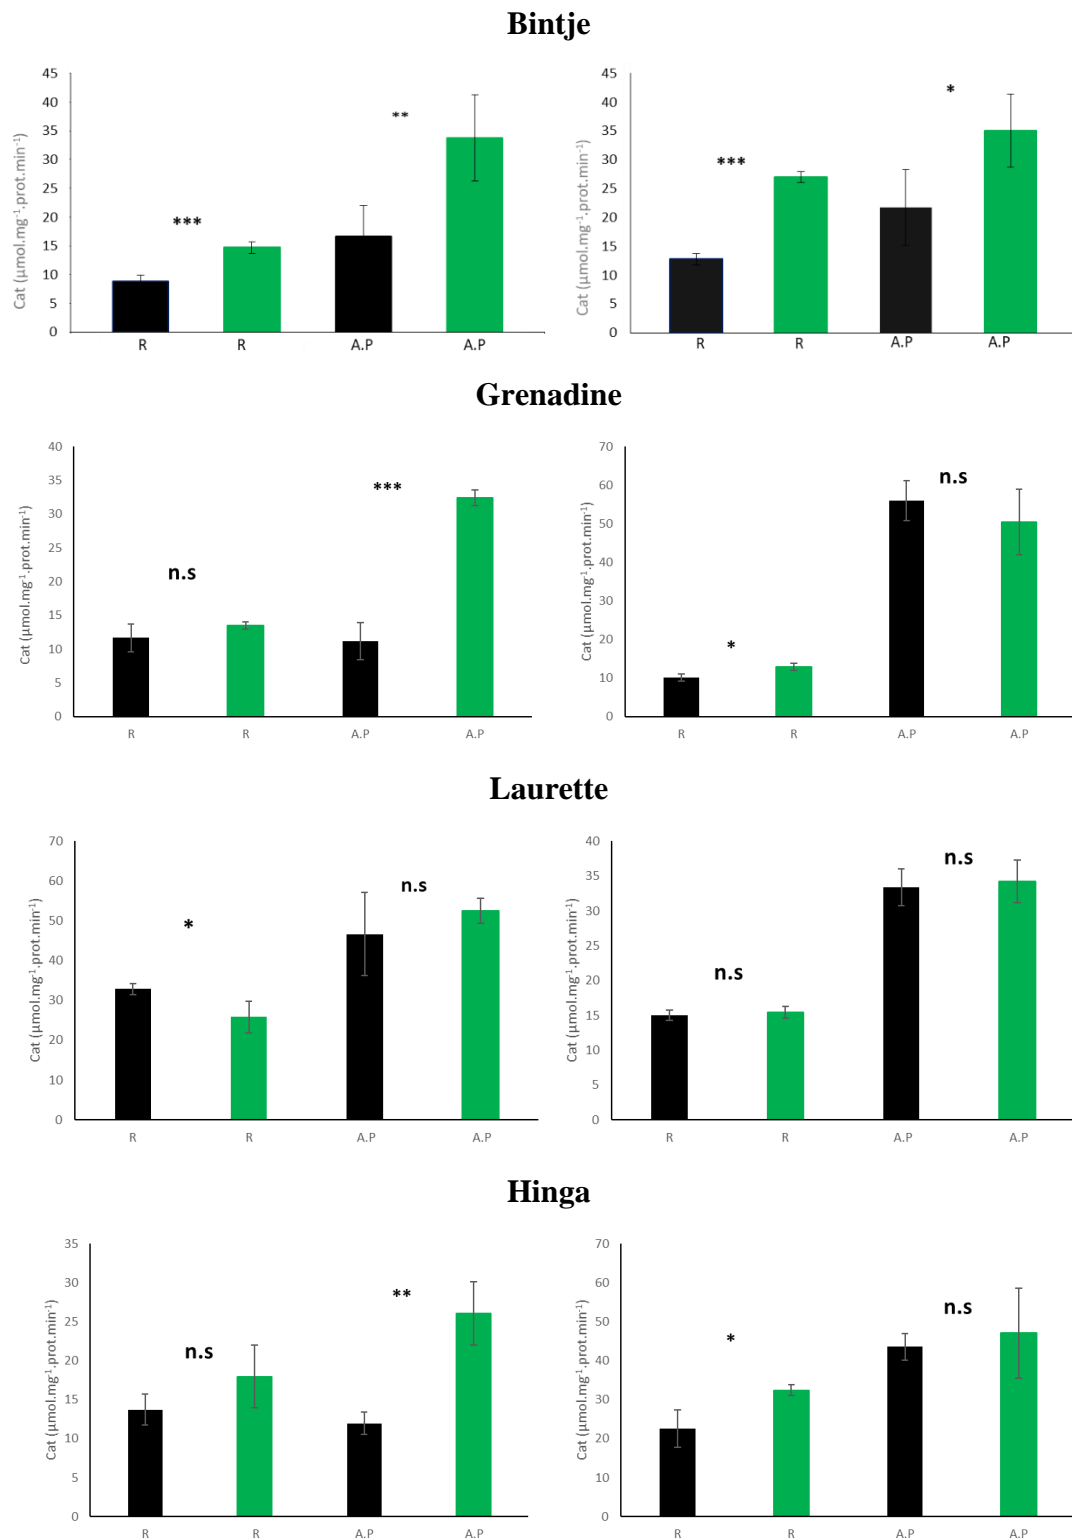 Bintje
45
40
35
30
25
20
15
10
5
0
Cat (µmol.mg⁻¹.prot.min⁻¹)
***
**
R R A.P A.P
45
40
35
30
25
20
15
10
5
0
Cat (µmol.mg⁻¹.prot.min⁻¹)
***
*
R R A.P A.P
Grenadine
40
35
30
25
20
15
10
5
0
Cat (µmol.mg⁻¹.prot.min⁻¹)
n.s
***
R R A.P A.P
70
60
50
40
30
20
10
0
Cat (µmol.mg⁻¹.prot.min⁻¹)
*
n.s
R R A.P A.P
Laurette
70
60
50
40
30
20
10
0
Cat (µmol.mg⁻¹.prot.min⁻¹)
*
n.s
R R A.P A.P
40
35
30
25
20
15
10
5
0
Cat (µmol.mg⁻¹.prot.min⁻¹)
n.s
n.s
R R A.P A.P
Hinga
35
30
25
20
15
10
5
0
Cat (µmol.mg⁻¹.prot.min⁻¹)
n.s
**
R R A.P A.P
70
60
50
40
30
20
10
0
Cat (µmol.mg⁻¹.prot.min⁻¹)
*
n.s
R R A.P A.P